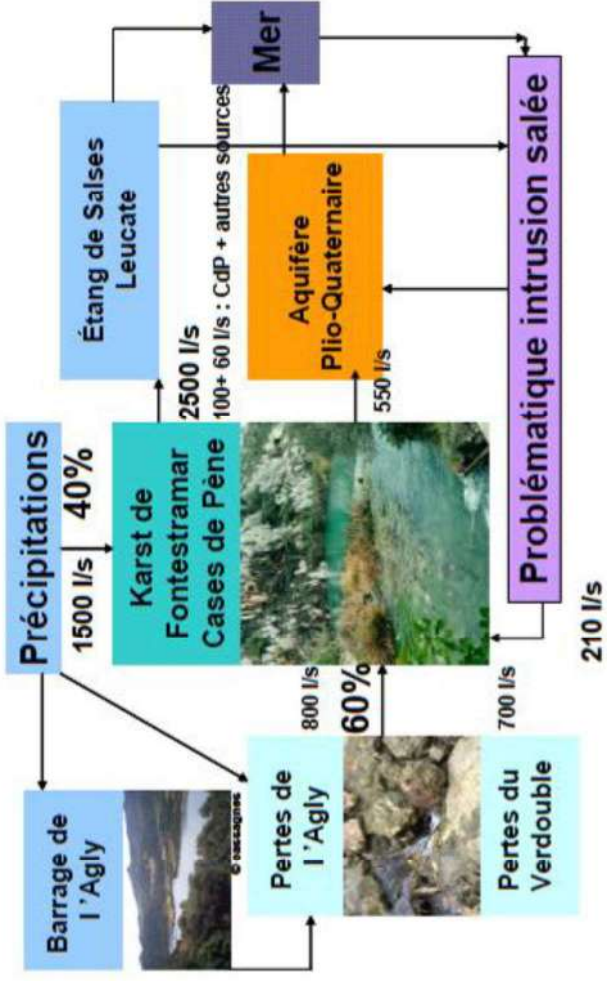 Précipitations
1500 l/s
40%
Barrage de
l 'Agly
© sassagnes
Pertes de
l 'Agly
Pertes du
Verdouble
800 l/s
60%
700 l/s
Karst de
Fontestramar
Cases de Pène
2500 l/s
100+ 60 l/s : CdP + autres sources
550 l/s
Étang de Salses
Leucate
Aquifère
Plio-Quaternaire
Mer
Problématique intrusion salée
210 l/s